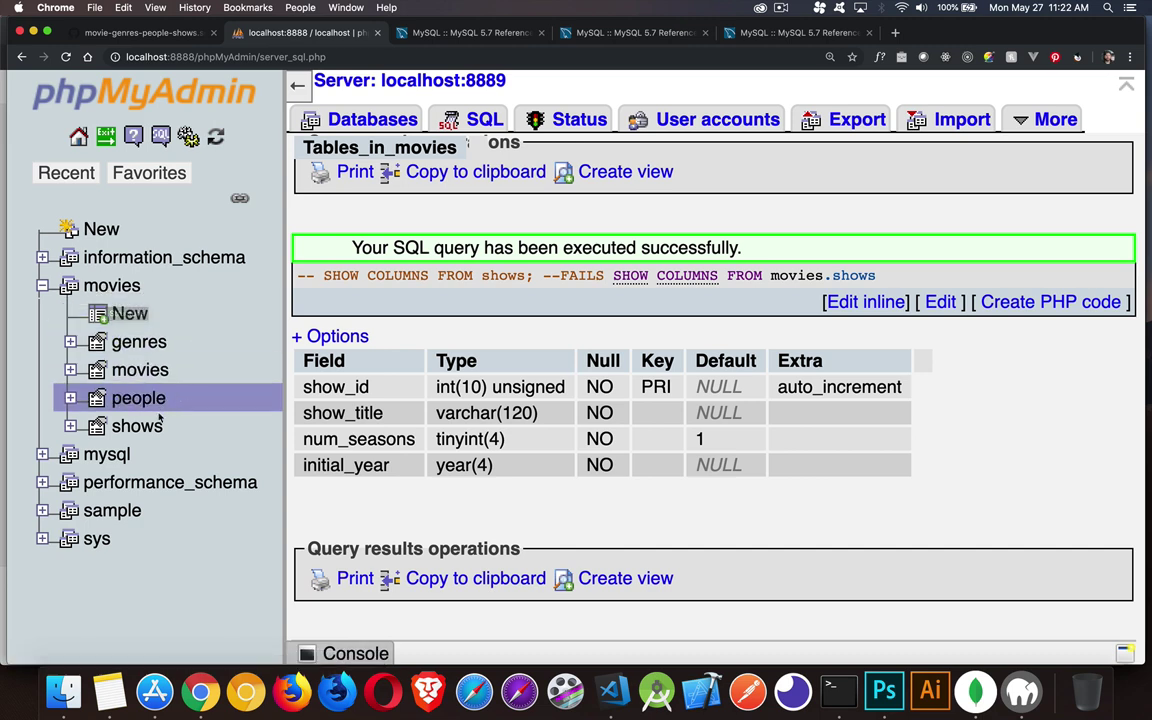 Chrome File Edit View History Bookmarks People Window Help 100% Mon May 27 11:22 AM
movie-genres-people-shows.s × localhost:8888 / localhost | ph × MySQL :: MySQL 5.7 Referenc × MySQL :: MySQL 5.7 Referenc × MySQL :: MySQL 5.7 Referenc × +
localhost:8888/phpMyAdmin/server_sql.php
phpMyAdmin
Recent Favorites
New
information_schema
movies
New
genres
movies
people
shows
mysql
performance_schema
sample
sys
Server: localhost:8889
Databases SQL Status User accounts Export Import More
Tables_in_movies ons
Print Copy to clipboard Create view
Your SQL query has been executed successfully.
-- SHOW COLUMNS FROM shows; --FAILS SHOW COLUMNS FROM movies.shows
[Edit inline] [ Edit ] [ Create PHP code ]
+ Options
Field Type Null Key Default Extra
show_id int(10) unsigned NO PRI NULL auto_increment
show_title varchar(120) NO NULL
num_seasons tinyint(4) NO 1
initial_year year(4) NO NULL
Query results operations
Print Copy to clipboard Create view
Console
Ps Ai